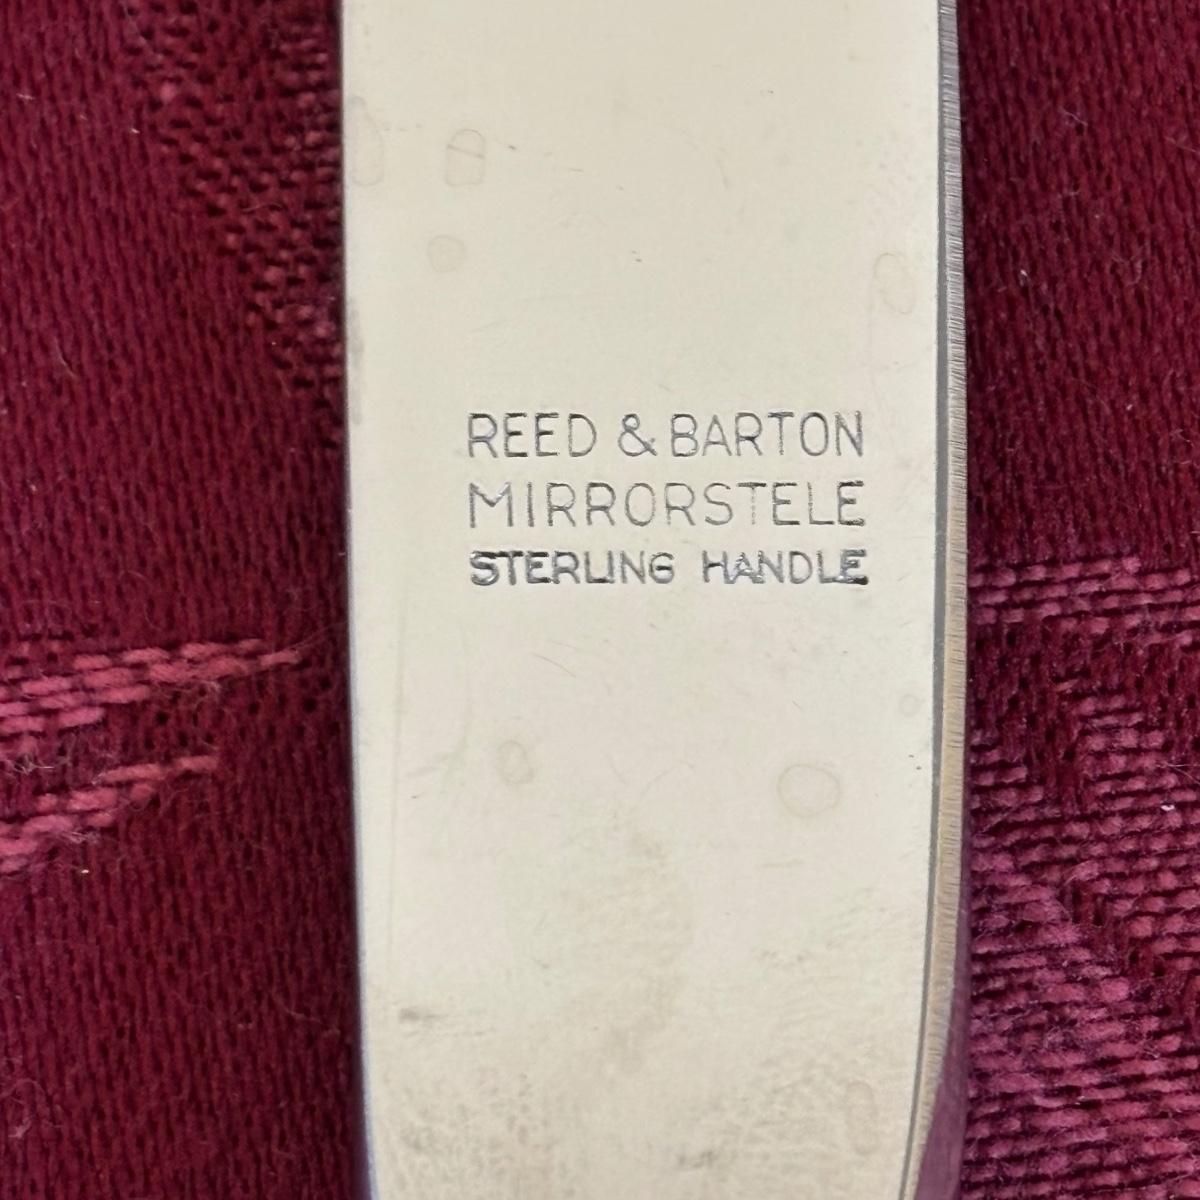 REED & BARTON
MIRRORSTELE
STERLING HANDLE